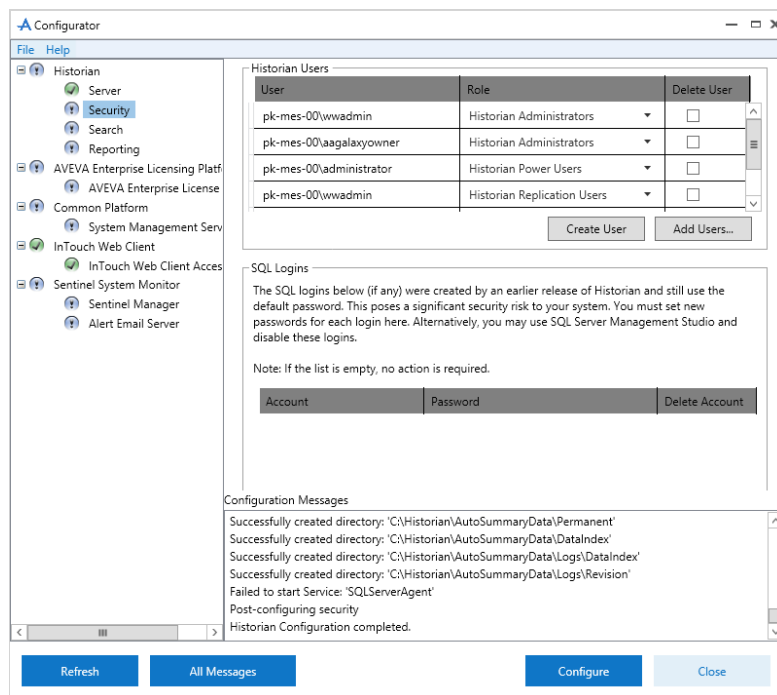 Configurator
File Help
Historian
Server
Security
Search
Reporting
AVEVA Enterprise Licensing Platf
AVEVA Enterprise License
Common Platform
System Management Serv
InTouch Web Client
InTouch Web Client Acces
Sentinel System Monitor
Sentinel Manager
Alert Email Server
Historian Users
User Role Delete User
pk-mes-00\wwadmin Historian Administrators
pk-mes-00\aagalaxyowner Historian Administrators
pk-mes-00\administrator Historian Power Users
pk-mes-00\wwadmin Historian Replication Users
Create User Add Users...
SQL Logins
The SQL logins below (if any) were created by an earlier release of Historian and still use the
default password. This poses a significant security risk to your system. You must set new
passwords for each login here. Alternatively, you may use SQL Server Management Studio and
disable these logins.
Note: If the list is empty, no action is required.
Account Password Delete Account
Configuration Messages
Successfully created directory: 'C:\Historian\AutoSummaryData\Permanent'
Successfully created directory: 'C:\Historian\AutoSummaryData\DataIndex'
Successfully created directory: 'C:\Historian\AutoSummaryData\Logs\DataIndex'
Successfully created directory: 'C:\Historian\AutoSummaryData\Logs\Revision'
Failed to start Service: 'SQLServerAgent'
Post-configuring security
Historian Configuration completed.
Refresh All Messages Configure Close